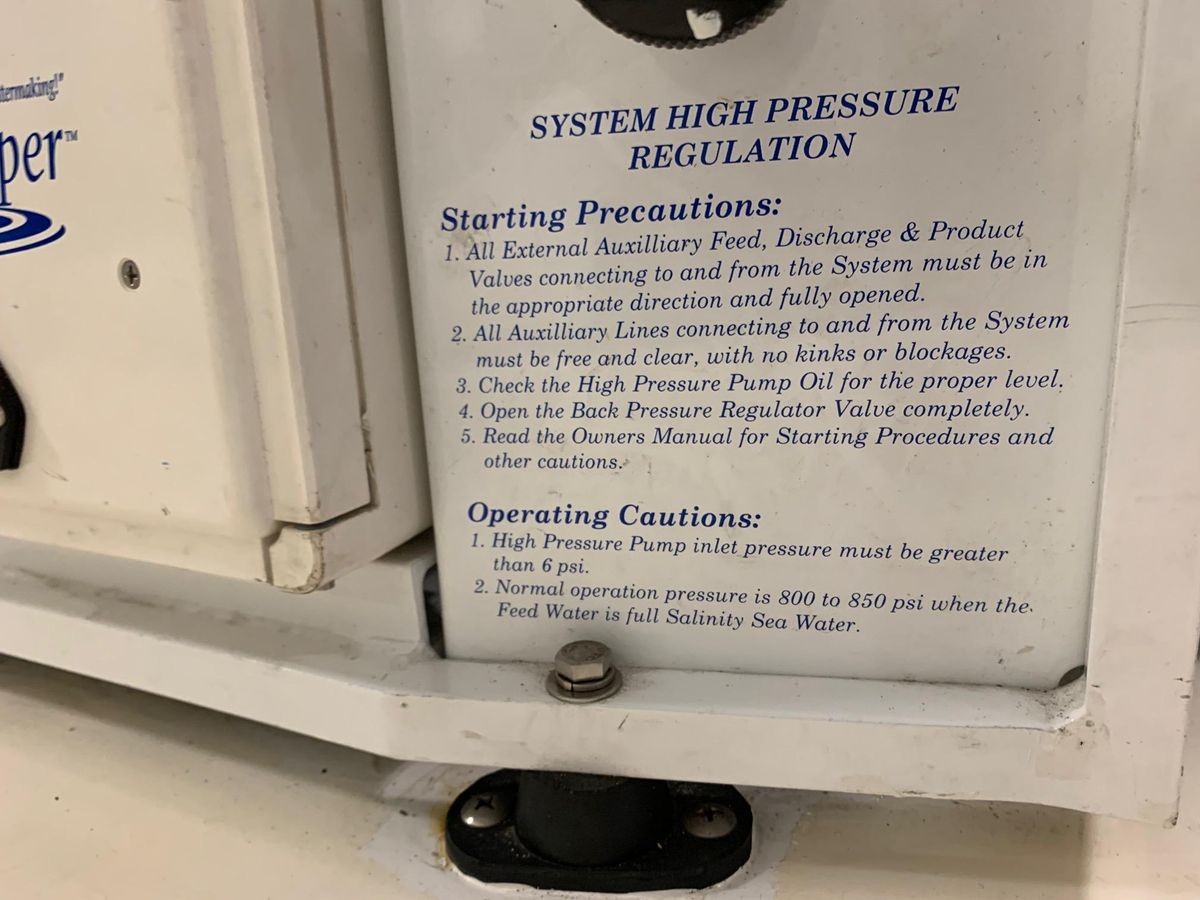 termaking!"
per™
SYSTEM HIGH PRESSURE
REGULATION
Starting Precautions:
1. All External Auxilliary Feed, Discharge & Product
Valves connecting to and from the System must be in
the appropriate direction and fully opened.
2. All Auxilliary Lines connecting to and from the System
must be free and clear, with no kinks or blockages.
3. Check the High Pressure Pump Oil for the proper level.
4. Open the Back Pressure Regulator Valve completely.
5. Read the Owners Manual for Starting Procedures and
other cautions.
Operating Cautions:
1. High Pressure Pump inlet pressure must be greater
than 6 psi.
2. Normal operation pressure is 800 to 850 psi when the
Feed Water is full Salinity Sea Water.